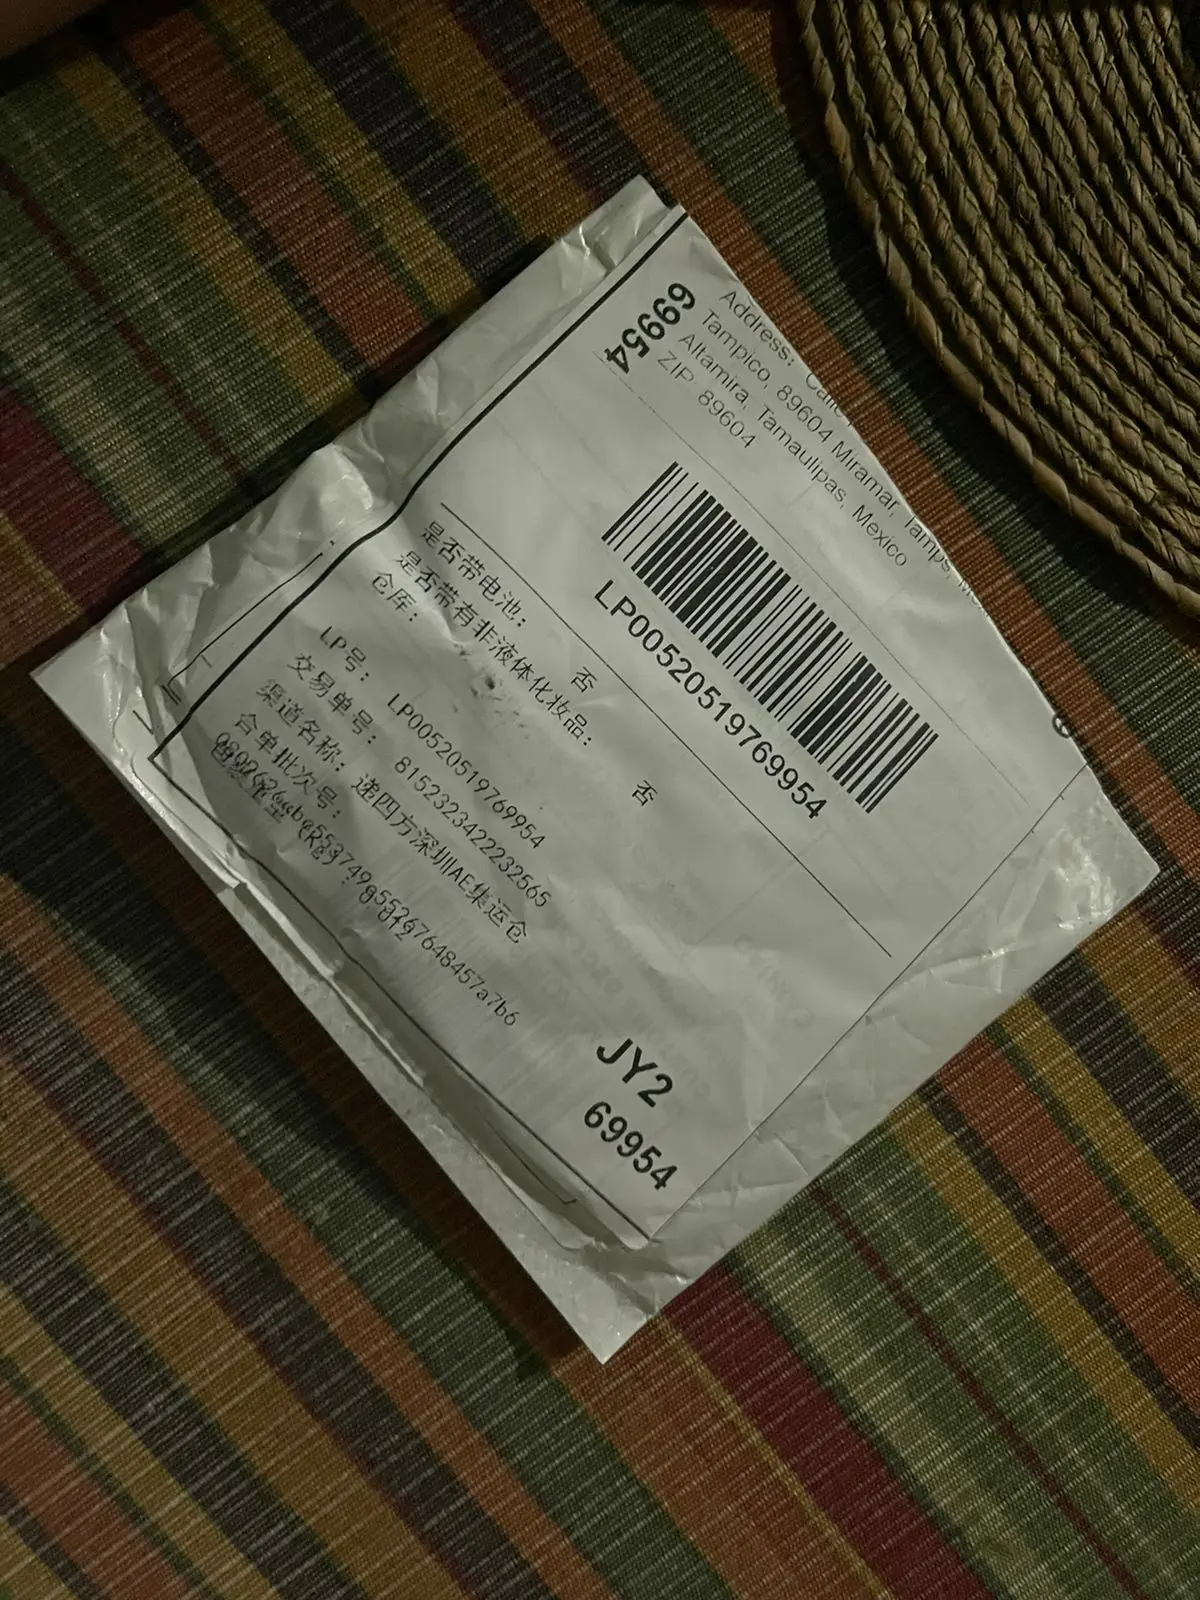 69954
Address:
Tampico, 89604 Miramar, Tamps,
Altamira, Tamaulipas, Mexico
ZIP: 89604
LP00520519769954
是否带电池: 否
是否带有非液体化妆品: 否
仓库:
LP号: LP00520519769954
交易单号: 8152323422232565
渠道名称: 递四方深圳AE集运仓
合单批次号:
JY2
69954